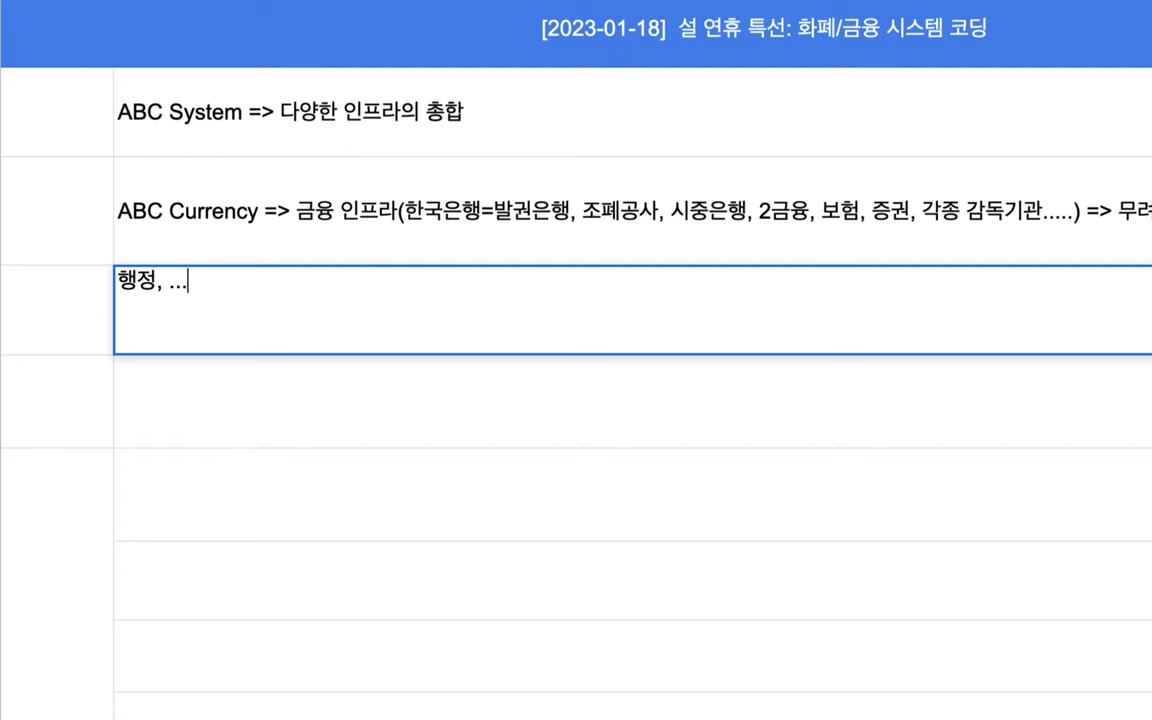 [2023-01-18] 설 연휴 특선: 화폐/금융 시스템 코딩
ABC System => 다양한 인프라의 총합
ABC Currency => 금융 인프라(한국은행=발권은행, 조폐공사, 시중은행, 2금융, 보험, 증권, 각종 감독기관.....) => 무려
행정, ...